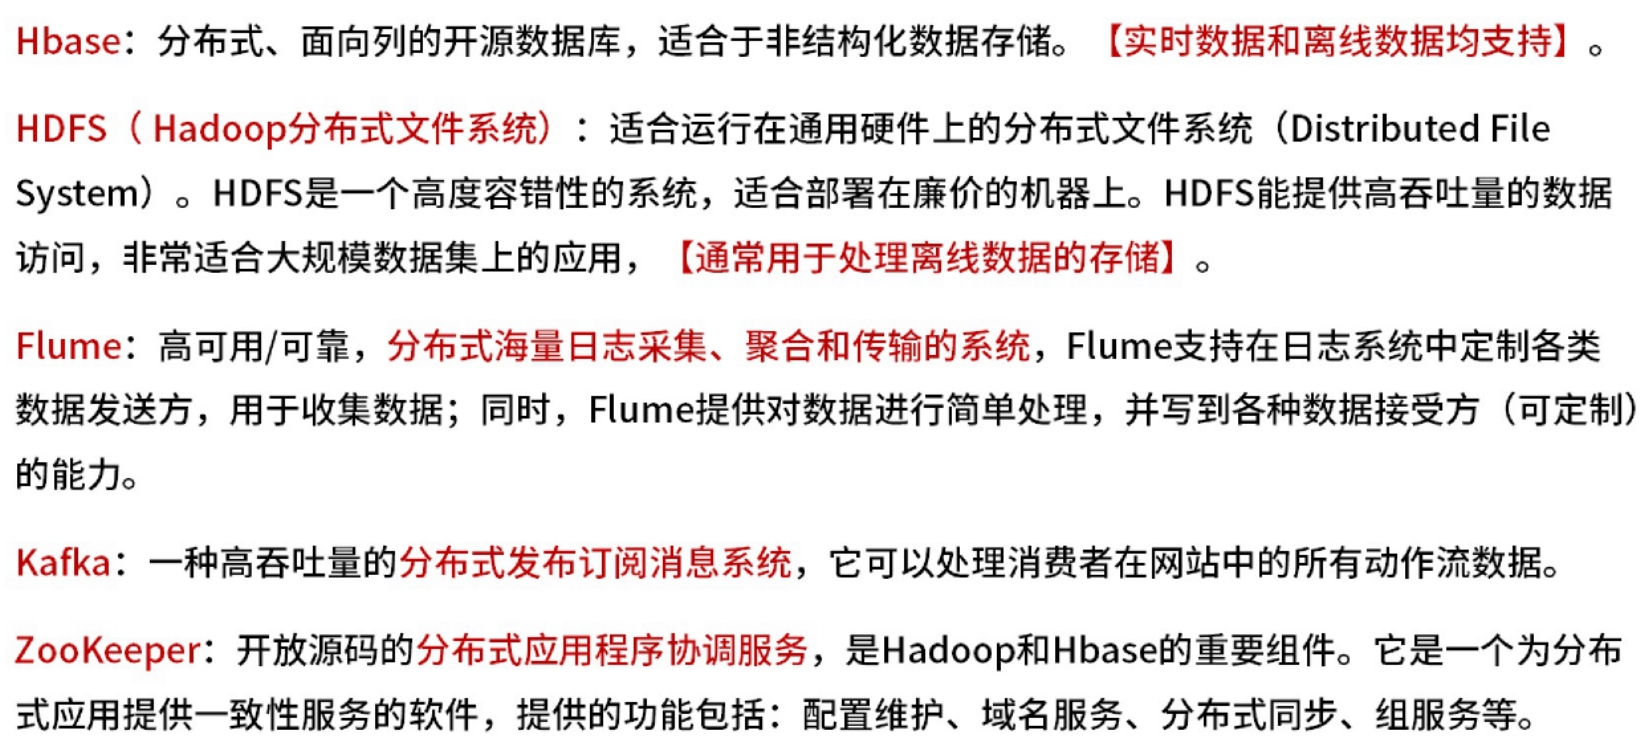 Hbase：分布式、面向列的开源数据库，适合于非结构化数据存储。【实时数据和离线数据均支持】。
HDFS（ Hadoop分布式文件系统）：适合运行在通用硬件上的分布式文件系统（Distributed File
System）。HDFS是一个高度容错性的系统，适合部署在廉价的机器上。HDFS能提供高吞吐量的数据
访问，非常适合大规模数据集上的应用，【通常用于处理离线数据的存储】。
Flume：高可用/可靠，分布式海量日志采集、聚合和传输的系统，Flume支持在日志系统中定制各类
数据发送方，用于收集数据；同时，Flume提供对数据进行简单处理，并写到各种数据接受方（可定制）
的能力。
Kafka：一种高吞吐量的分布式发布订阅消息系统，它可以处理消费者在网站中的所有动作流数据。
ZooKeeper：开放源码的分布式应用程序协调服务，是Hadoop和Hbase的重要组件。它是一个为分布
式应用提供一致性服务的软件，提供的功能包括：配置维护、域名服务、分布式同步、组服务等。